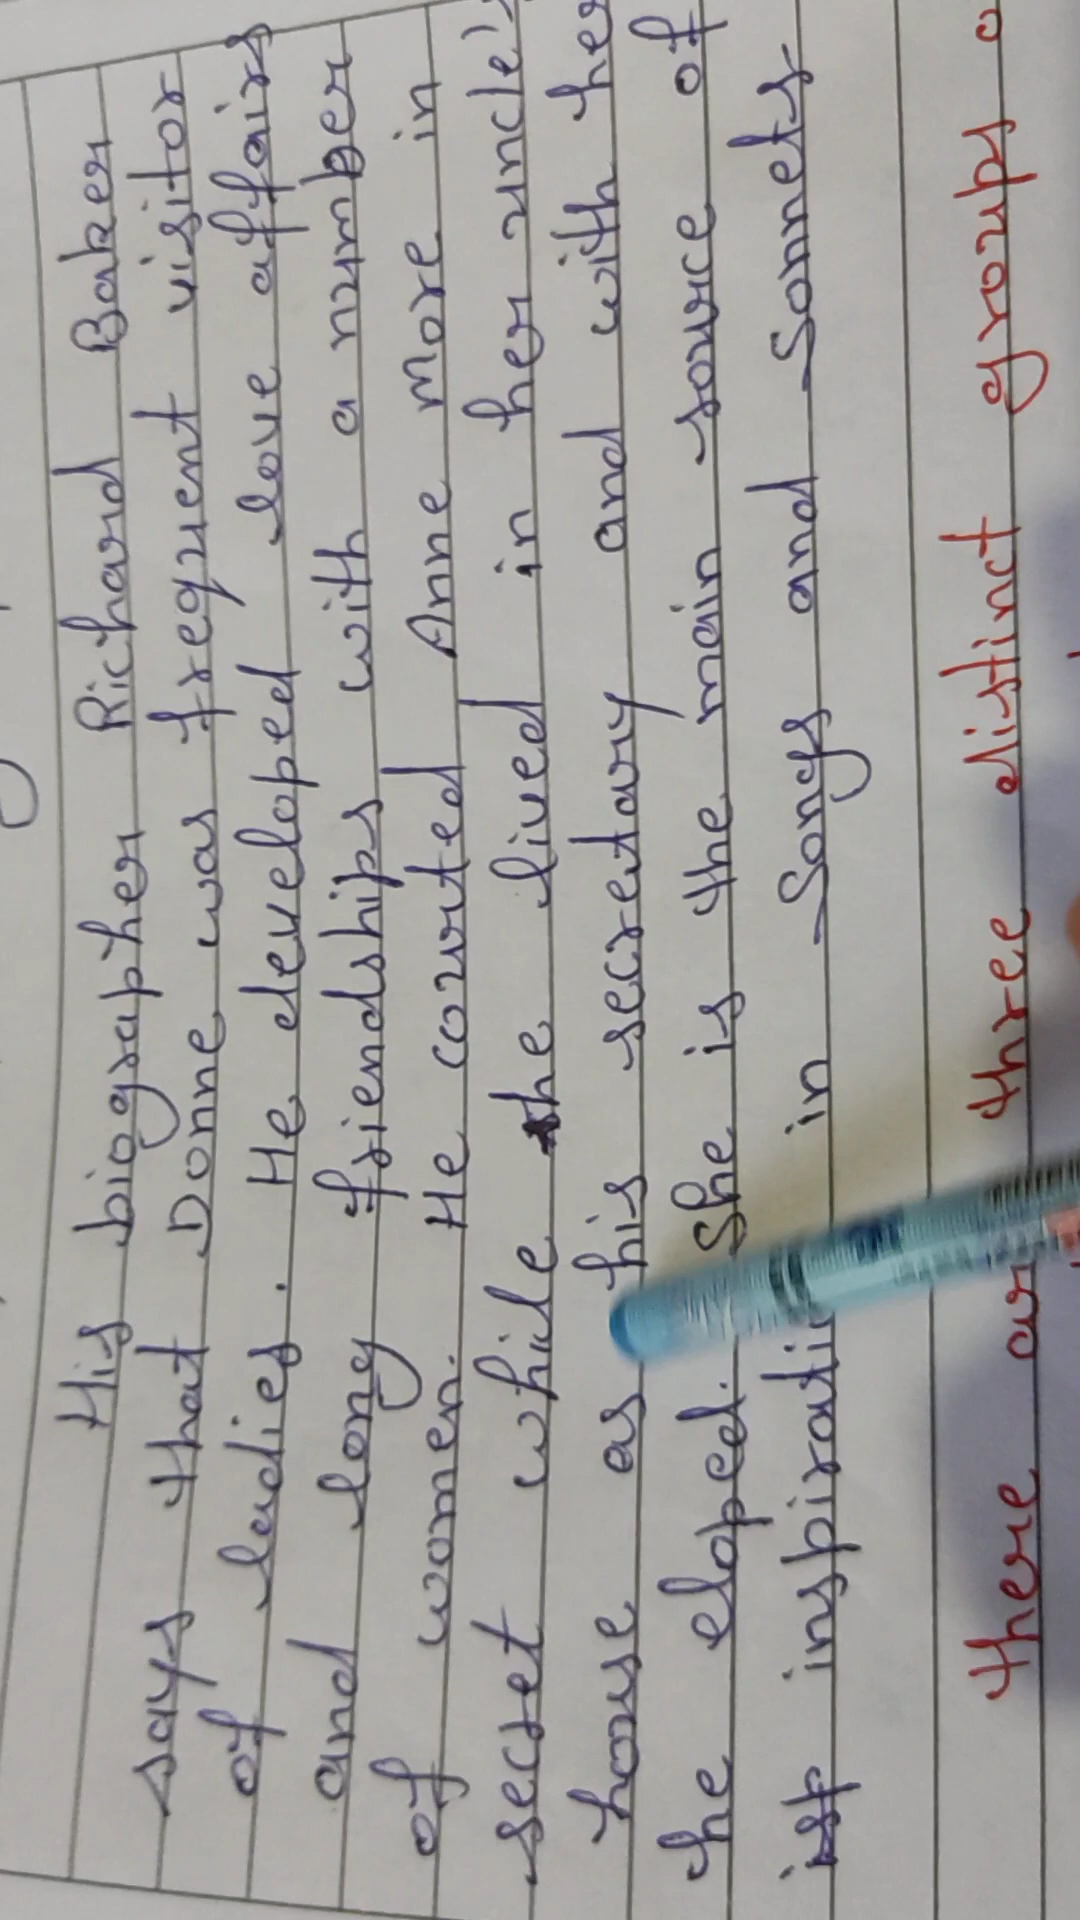 His biographer Richard Baker
says that Donne was frequent visitor
of ladies. He developed love affairs
and long friendships with a number
of women. He courted Anne More in
secret while he lived in her uncle's
house as his secretary and with her
he eloped. She is the main source of
inspirati in Songs and Sonnets
there ar three distinct groups o